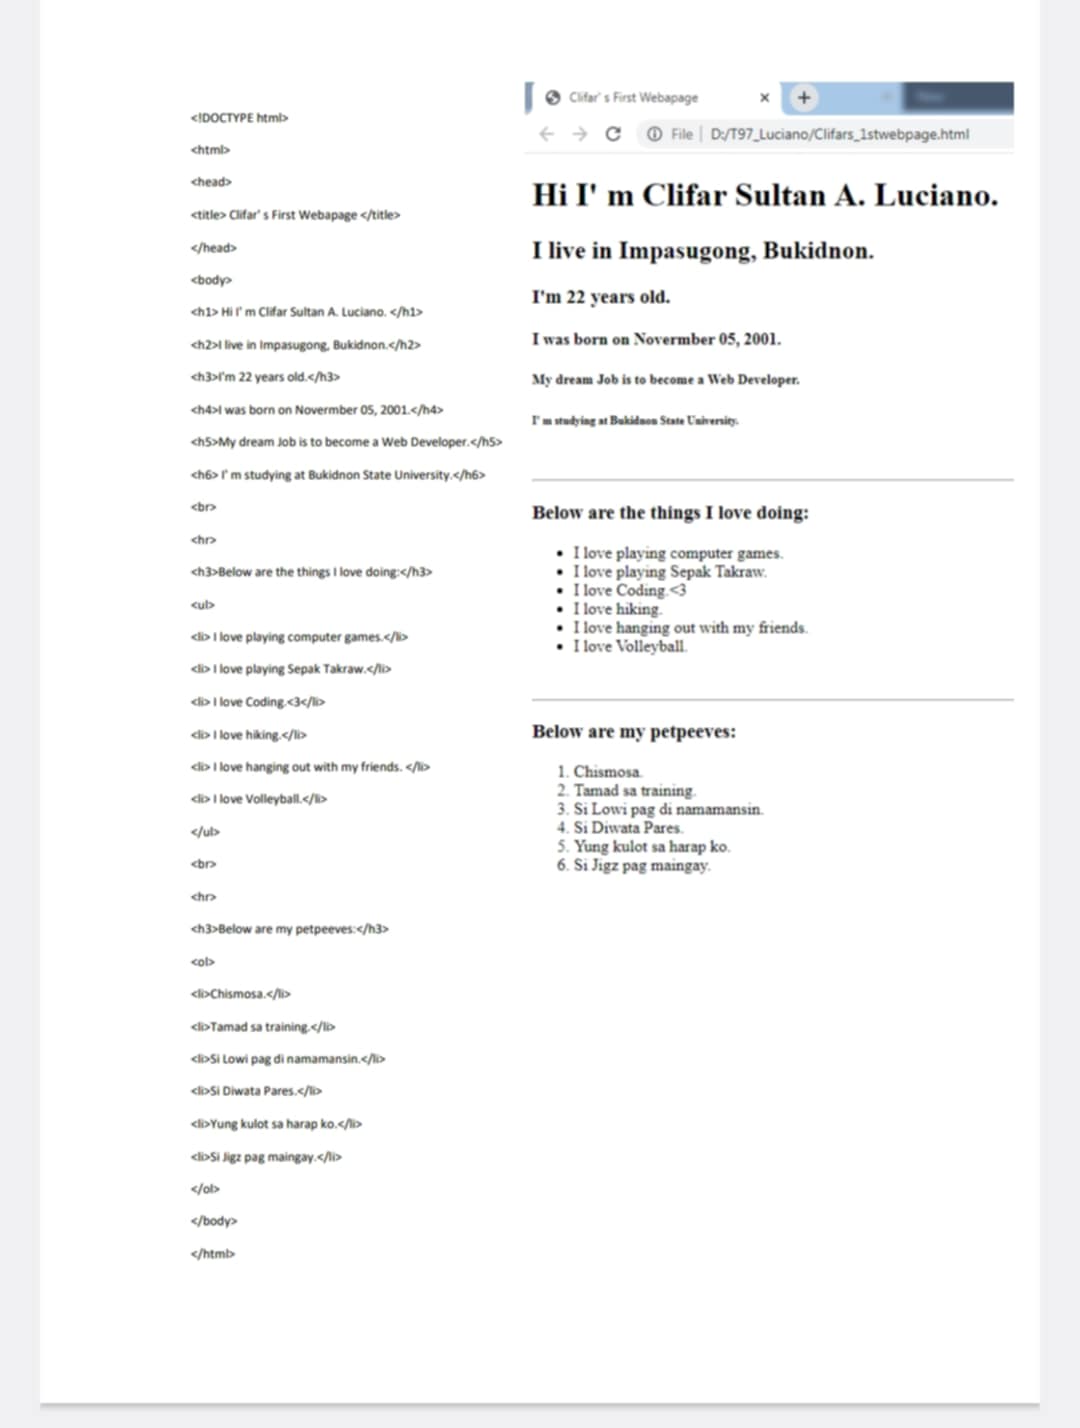 <!DOCTYPE html>
<html>
<head>
<title> Clifar' s First Webapage </title>
</head>
<body>
<h1> Hi I' m Clifar Sultan A. Luciano. </h1>
<h2>I live in Impasugong, Bukidnon.</h2>
<h3>I'm 22 years old.</h3>
<h4>I was born on Novermber 05, 2001.</h4>
<h5>My dream Job is to become a Web Developer.</h5>
<h6> I' m studying at Bukidnon State University.</h6>
<br>
<hr>
<h3>Below are the things I love doing:</h3>
<ul>
<li> I love playing computer games.</li>
<li> I love playing Sepak Takraw.</li>
<li> I love Coding.<3</li>
<li> I love hiking.</li>
<li> I love hanging out with my friends. </li>
<li> I love Volleyball.</li>
</ul>
<br>
<hr>
<h3>Below are my petpeeves:</h3>
<ol>
<li>Chismosa.</li>
<li>Tamad sa training.</li>
<li>Si Lowi pag di namamansin.</li>
<li>Si Diwata Pares.</li>
<li>Yung kulot sa harap ko.</li>
<li>Si Jigz pag maingay.</li>
</ol>
</body>
</html>
Clifar' s First Webapage
File | D:/T97_Luciano/Clifars_1stwebpage.html
Hi I' m Clifar Sultan A. Luciano.
I live in Impasugong, Bukidnon.
I'm 22 years old.
I was born on Novermber 05, 2001.
My dream Job is to become a Web Developer.
I' m studying at Bukidnon State University.
Below are the things I love doing:
• I love playing computer games.
• I love playing Sepak Takraw.
• I love Coding.<3
• I love hiking.
• I love hanging out with my friends.
• I love Volleyball.
Below are my petpeeves:
1. Chismosa.
2. Tamad sa training.
3. Si Lowi pag di namamansin.
4. Si Diwata Pares.
5. Yung kulot sa harap ko.
6. Si Jigz pag maingay.